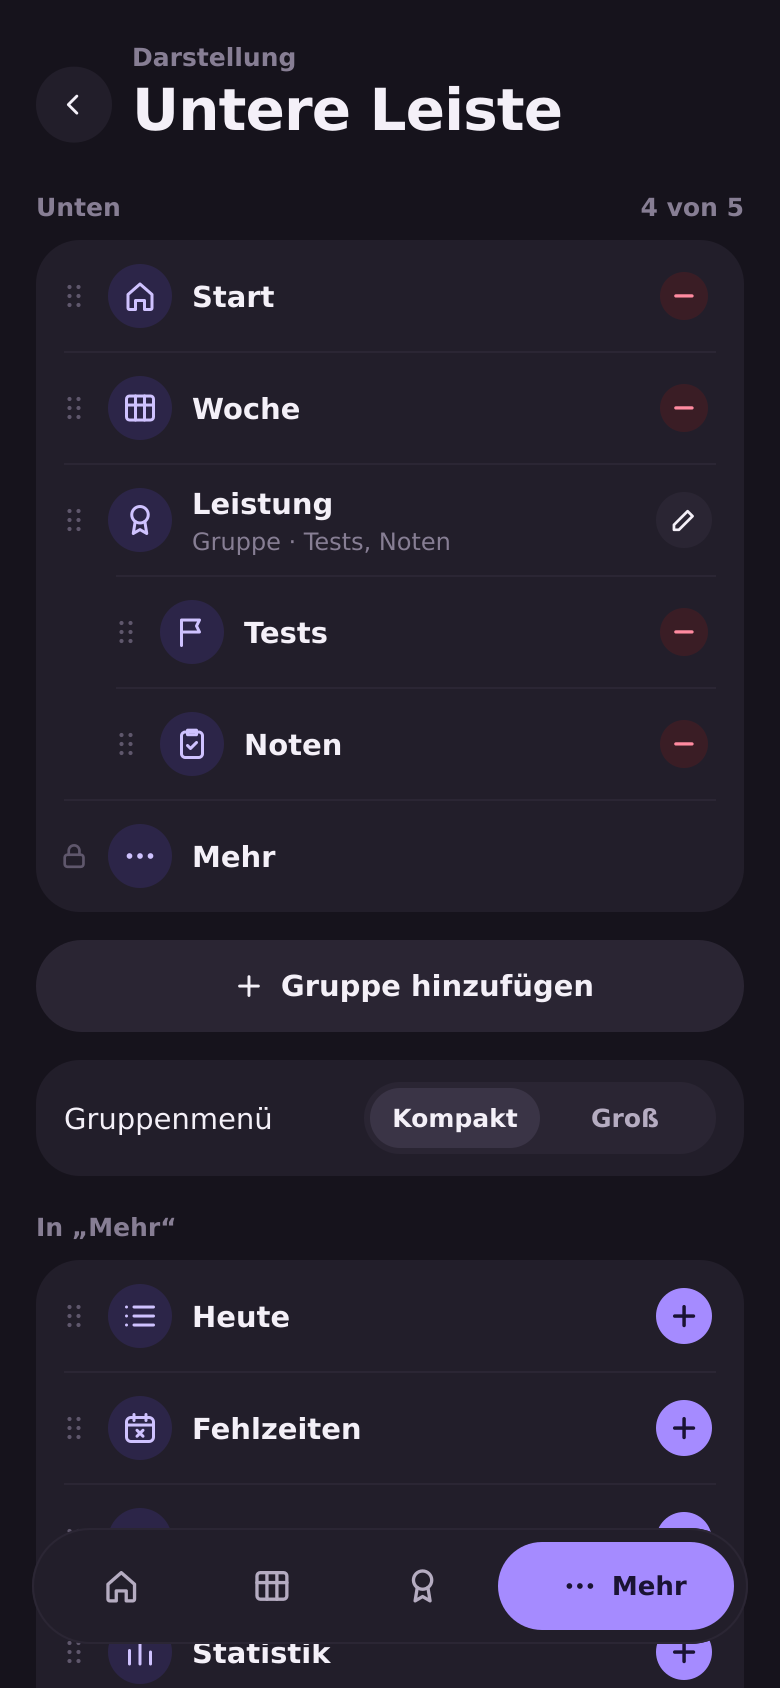 Darstellung
Untere Leiste
Unten
4 von 5
Start
Woche
Leistung
Gruppe · Tests, Noten
Tests
Noten
Mehr
Gruppe hinzufügen
Gruppenmenü
Kompakt
Groß
In „Mehr“
Heute
Fehlzeiten
Mehr
Statistik